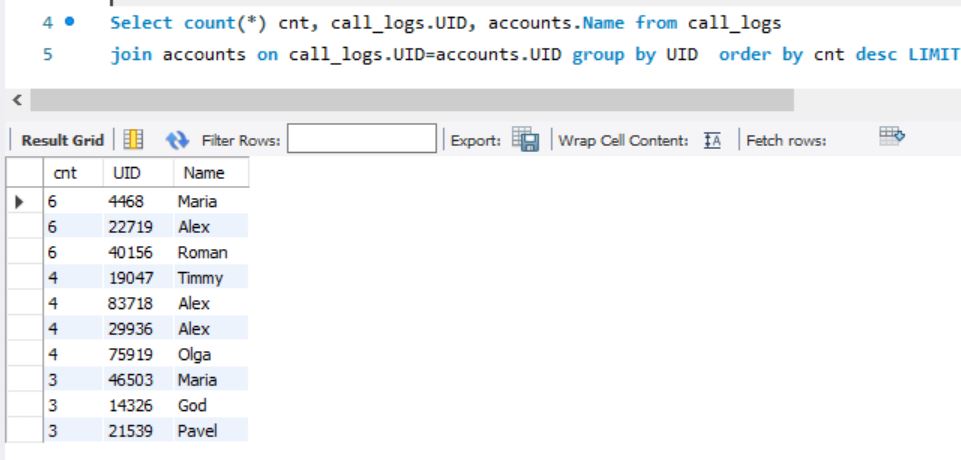 4 Select count(*) cnt, call_logs.UID, accounts.Name from call_logs
5 join accounts on call_logs.UID=accounts.UID group by UID order by cnt desc LIMIT
Result Grid Filter Rows: Export: Wrap Cell Content: Fetch rows:
cnt UID Name
6 4468 Maria
6 22719 Alex
6 40156 Roman
4 19047 Timmy
4 83718 Alex
4 29936 Alex
4 75919 Olga
3 46503 Maria
3 14326 God
3 21539 Pavel